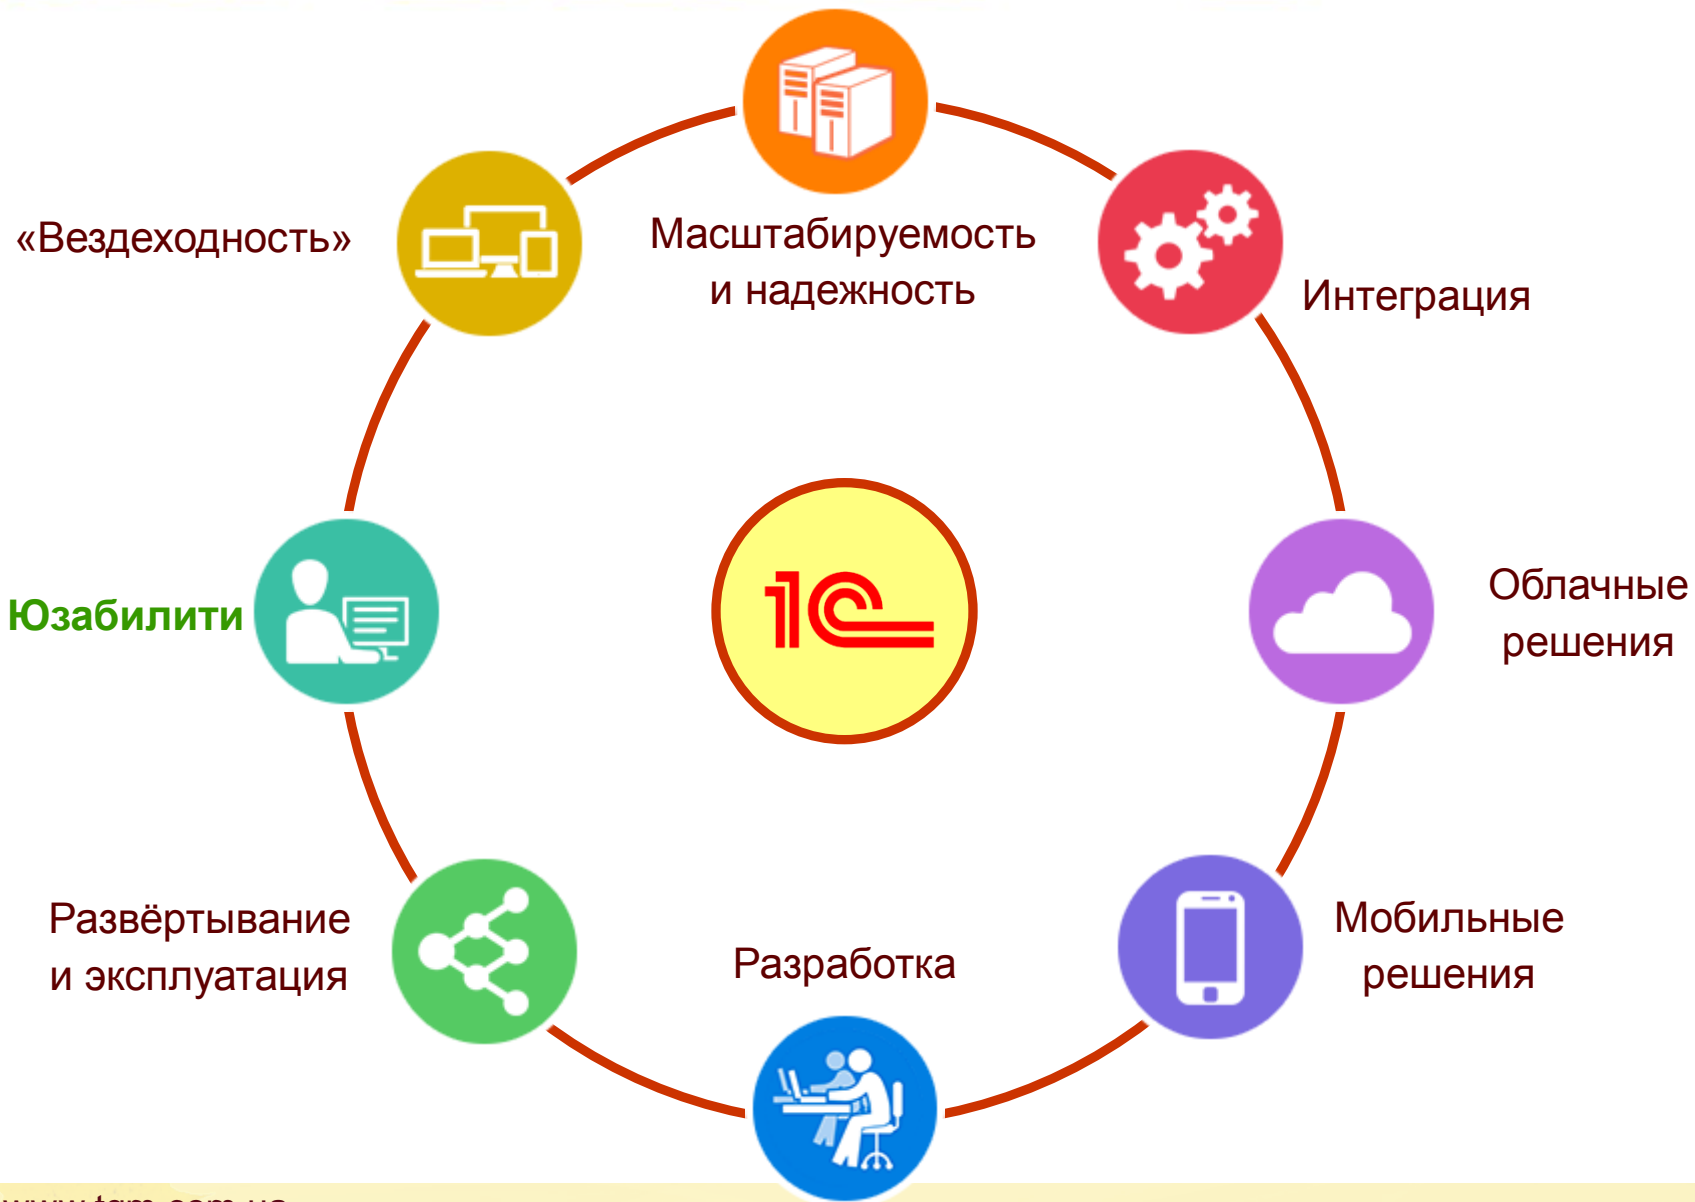 Масштабируемость
и надежность
«Вездеходность»
Интеграция
1С
Юзабилити
Облачные
решения
Развёртывание
и эксплуатация
Разработка
Мобильные
решения